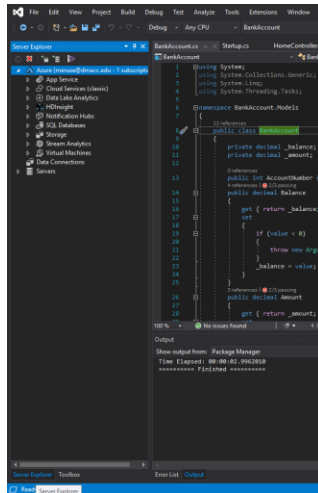 File Edit View Project Build Debug Test Analyze Tools Extensions Window
Debug Any CPU BankAccount
Server Explorer
Azure (menuw@dmacc.edu - 1 subscripti
App Service
Cloud Services (classic)
Data Lake Analytics
HDInsight
Notification Hubs
SQL Databases
Storage
Stream Analytics
Virtual Machines
Data Connections
Servers
BankAccount.cs Startup.cs HomeController
BankAccount
1 using System;
2 using System.Collections.Generic;
3 using System.Linq;
4 using System.Threading.Tasks;
5
6 namespace BankAccount.Models
7 {
12 references
8 public class BankAccount
9 {
10 private decimal _balance;
11 private decimal _amount;
12
0 references
13 public int AccountNumber
4 references | 2/3 passing
14 public decimal Balance
15 {
16 get { return _balance;
17 set
18 {
19 if (value < 0)
20 {
21 throw new Argu
22 }
23 _balance = value;
24 }
25 }
3 references | 2/3 passing
26 public decimal Amount
27 {
28 get { return _amount;
100 % No issues found
Output
Show output from: Package Manager
Time Elapsed: 00:00:02.9962010
========== Finished ==========
Server Explorer Toolbox
Error List Output
Ready
Server Explorer